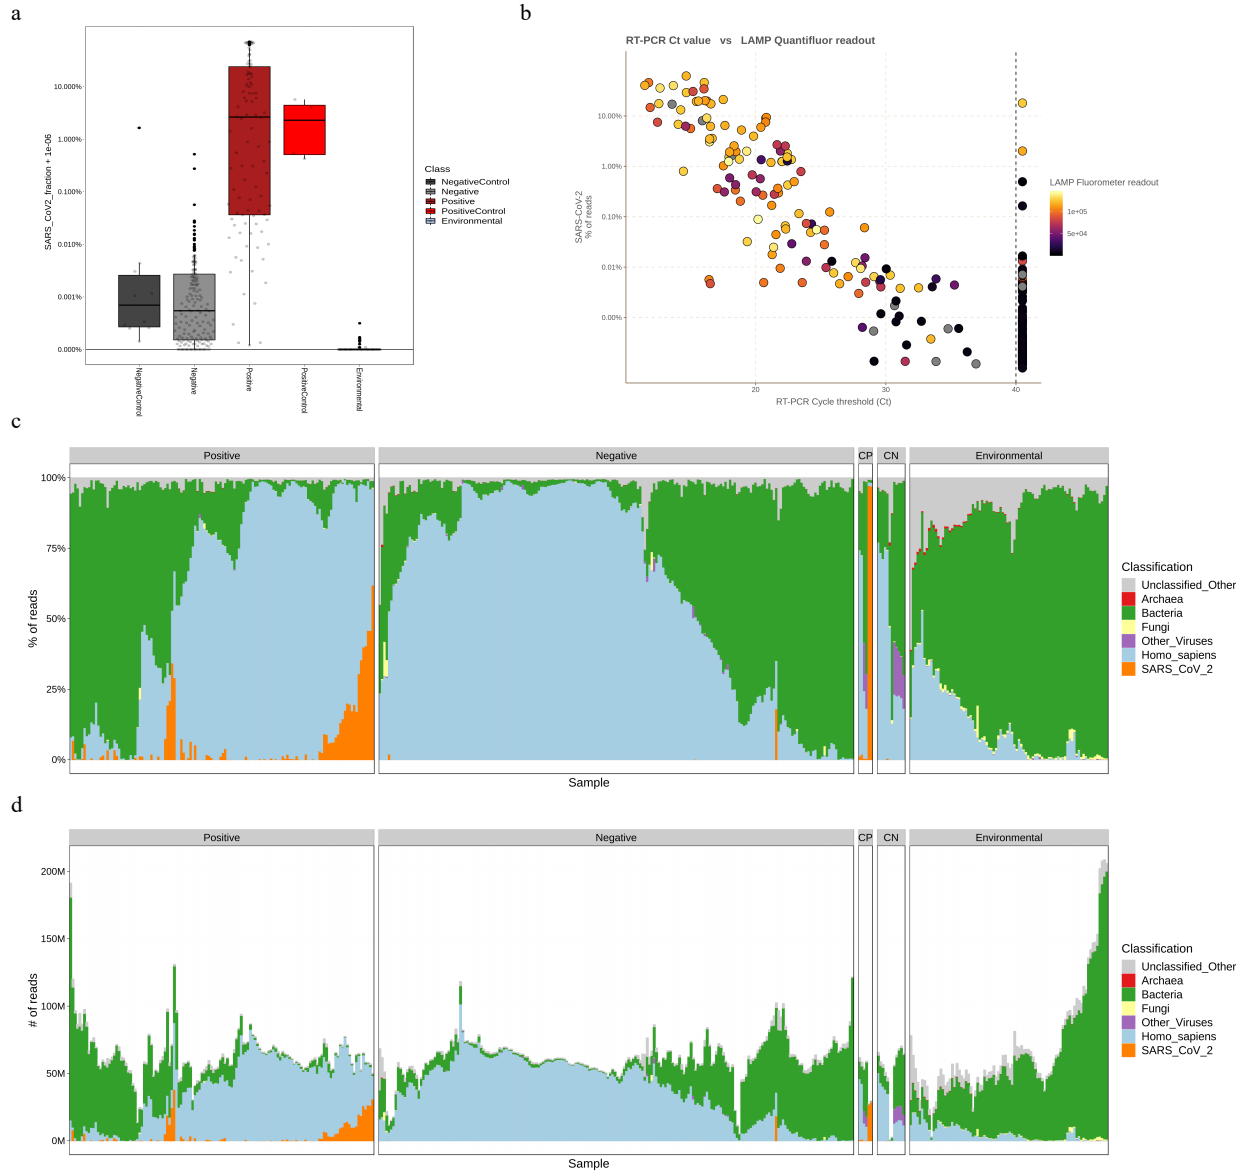 a
SARS_CoV2_fraction + 1e-06
10.000%
1.000%
0.100%
0.010%
0.001%
0.000%
NegativeControl
Negative
Positive
PositiveControl
Environmental
Class
NegativeControl
Negative
Positive
PositiveControl
Environmental
b
RT-PCR Ct value vs LAMP Quantifluor readout
SARS-CoV-2
% of reads
10.00%
1.00%
0.10%
0.01%
0.00%
20
30
40
RT-PCR Cycle threshold (Ct)
LAMP Fluorometer readout
1e+05
5e+04
c
Positive
Negative
CP
CN
Environmental
% of reads
100%
75%
50%
25%
0%
Sample
Classification
Unclassified_Other
Archaea
Bacteria
Fungi
Other_Viruses
Homo_sapiens
SARS_CoV_2
d
Positive
Negative
CP
CN
Environmental
# of reads
200M
150M
100M
50M
0M
Sample
Classification
Unclassified_Other
Archaea
Bacteria
Fungi
Other_Viruses
Homo_sapiens
SARS_CoV_2